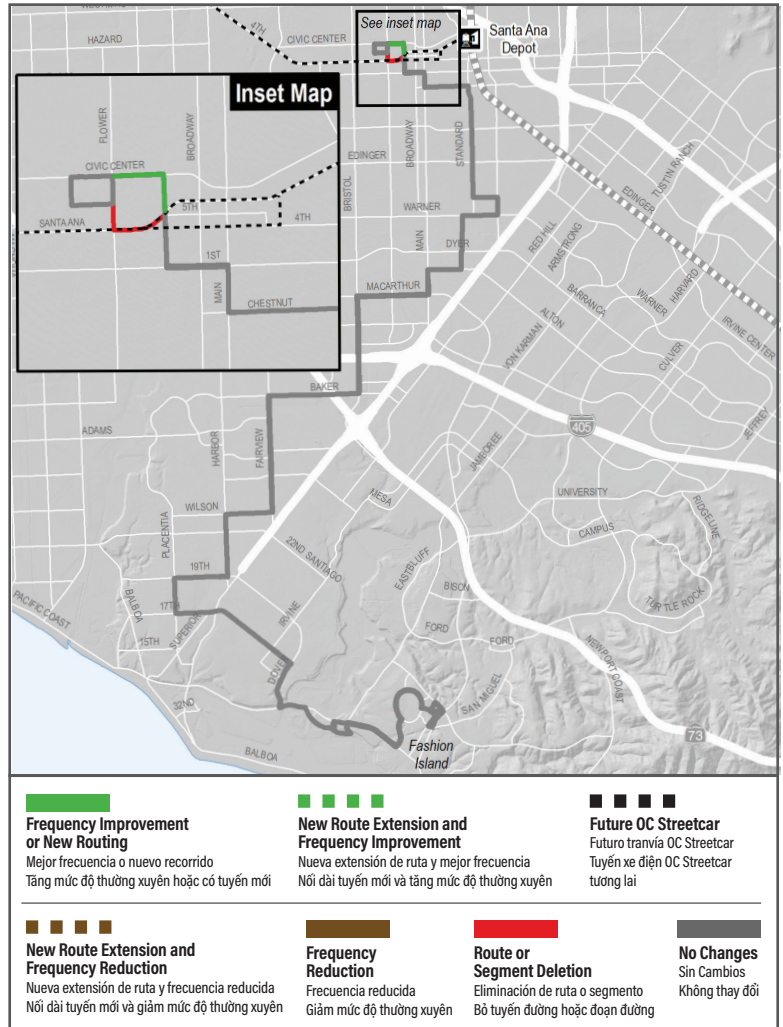 4TH
HAZARD
CIVIC CENTER
See inset map
Santa Ana
Depot
Inset Map
FLOWER
BROADWAY
CIVIC CENTER
5TH
SANTA ANA
4TH
1ST
MAIN
CHESTNUT
EDINGER
BRISTOL
BROADWAY
STANDARD
WARNER
MAIN
DYER
MACARTHUR
EDINGER
TUSTIN RANCH
RED HILL
ARMSTRONG
BARRANCA
WARNER
HARVARD
ALTON
VON KARMAN
CULVER
IRVINE CENTER
JEFFREY
BAKER
ADAMS
HARBOR
FAIRVIEW
405
JAMBOREE
MESA
UNIVERSITY
CAMPUS
RIDGELINE
WILSON
PLACENTIA
22ND SANTIAGO
EASTBLUFF
BISON
TURTLE ROCK
19TH
17TH
BALBOA
PACIFIC COAST
SUPERIOR
15TH
IRVINE
FORD
FORD
DOVER
SAN MIGUEL
NEWPORT COAST
32ND
BALBOA
73
Fashion
Island
Frequency Improvement
or New Routing
Mejor frecuencia o nuevo recorrido
Tăng mức độ thường xuyên hoặc có tuyến mới
New Route Extension and
Frequency Improvement
Nueva extensión de ruta y mejor frecuencia
Nối dài tuyến mới và tăng mức độ thường xuyên
Future OC Streetcar
Futuro tranvía OC Streetcar
Tuyến xe điện OC Streetcar
tương lai
New Route Extension and
Frequency Reduction
Nueva extensión de ruta y frecuencia reducida
Nối dài tuyến mới và giảm mức độ thường xuyên
Frequency
Reduction
Frecuencia reducida
Giảm mức độ thường xuyên
Route or
Segment Deletion
Eliminación de ruta o segmento
Bỏ tuyến đường hoặc đoạn đường
No Changes
Sin Cambios
Không thay đổi